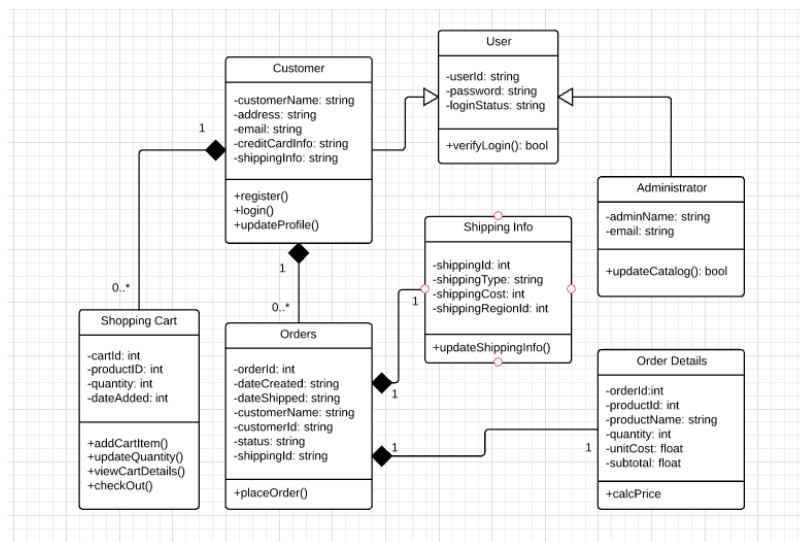 User
-userId: string
-password: string
-loginStatus: string
+verifyLogin(): bool
Customer
-customerName: string
-address: string
-email: string
-creditCardInfo: string
-shippingInfo: string
+register()
+login()
+updateProfile()
1
1
0..*
0..*
Administrator
-adminName: string
-email: string
+updateCatalog(): bool
Shipping Info
-shippingId: int
-shippingType: string
-shippingCost: int
-shippingRegionId: int
+updateShippingInfo()
1
1
Shopping Cart
-cartId: int
-productID: int
-quantity: int
-dateAdded: int
+addCartItem()
+updateQuantity()
+viewCartDetails()
+checkOut()
Orders
-orderId: int
-dateCreated: string
-dateShipped: string
-customerName: string
-customerId: string
-status: string
-shippingId: string
+placeOrder()
1
1
Order Details
-orderId:int
-productId: int
-productName: string
-quantity: int
-unitCost: float
-subtotal: float
+calcPrice